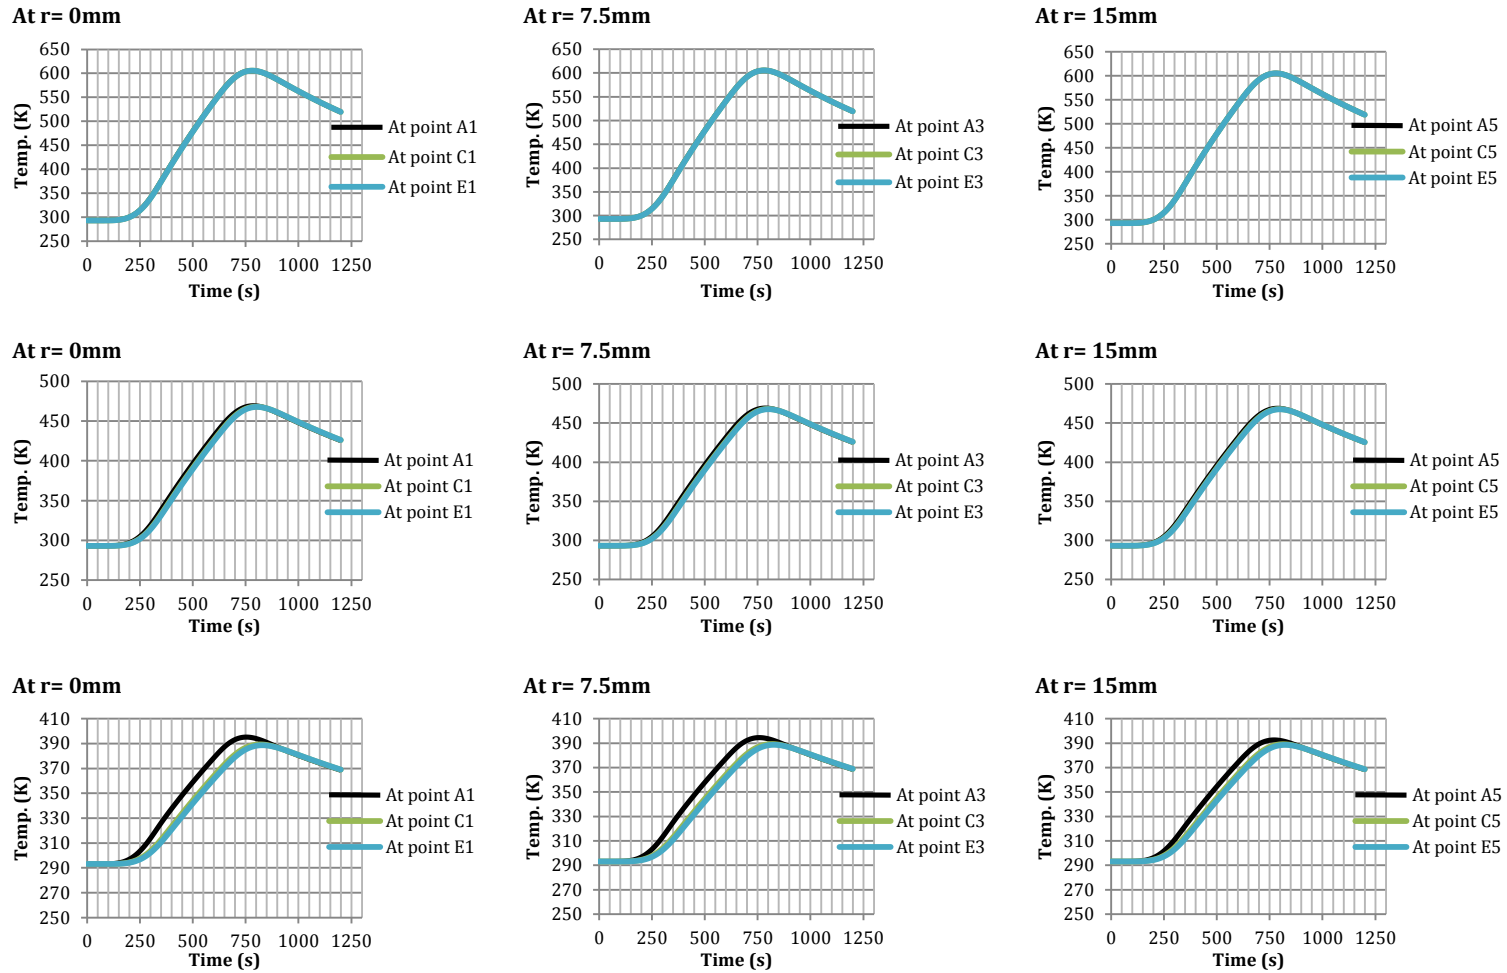 At r= 0mm
650
600
550
500
450
400
350
300
250
Temp. (K)
0 250 500 750 1000 1250
Time (s)
At point A1
At point C1
At point E1
At r= 7.5mm
650
600
550
500
450
400
350
300
250
Temp. (K)
0 250 500 750 1000 1250
Time (s)
At point A3
At point C3
At point E3
At r= 15mm
650
600
550
500
450
400
350
300
250
Temp. (K)
0 250 500 750 1000 1250
Time (s)
At point A5
At point C5
At point E5
At r= 0mm
500
450
400
350
300
250
Temp. (K)
0 250 500 750 1000 1250
Time (s)
At point A1
At point C1
At point E1
At r= 7.5mm
500
450
400
350
300
250
Temp. (K)
0 250 500 750 1000 1250
Time (s)
At point A3
At point C3
At point E3
At r= 15mm
500
450
400
350
300
250
Temp. (K)
0 250 500 750 1000 1250
Time (s)
At point A5
At point C5
At point E5
At r= 0mm
410
390
370
350
330
310
290
270
250
Temp. (K)
0 250 500 750 1000 1250
Time (s)
At point A1
At point C1
At point E1
At r= 7.5mm
410
390
370
350
330
310
290
270
250
Temp. (K)
0 250 500 750 1000 1250
Time (s)
At point A3
At point C3
At point E3
At r= 15mm
410
390
370
350
330
310
290
270
250
Temp. (K)
0 250 500 750 1000 1250
Time (s)
At point A5
At point C5
At point E5